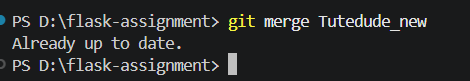 PS D:\flask-assignment> git merge Tutedude_new
Already up to date.
PS D:\flask-assignment>